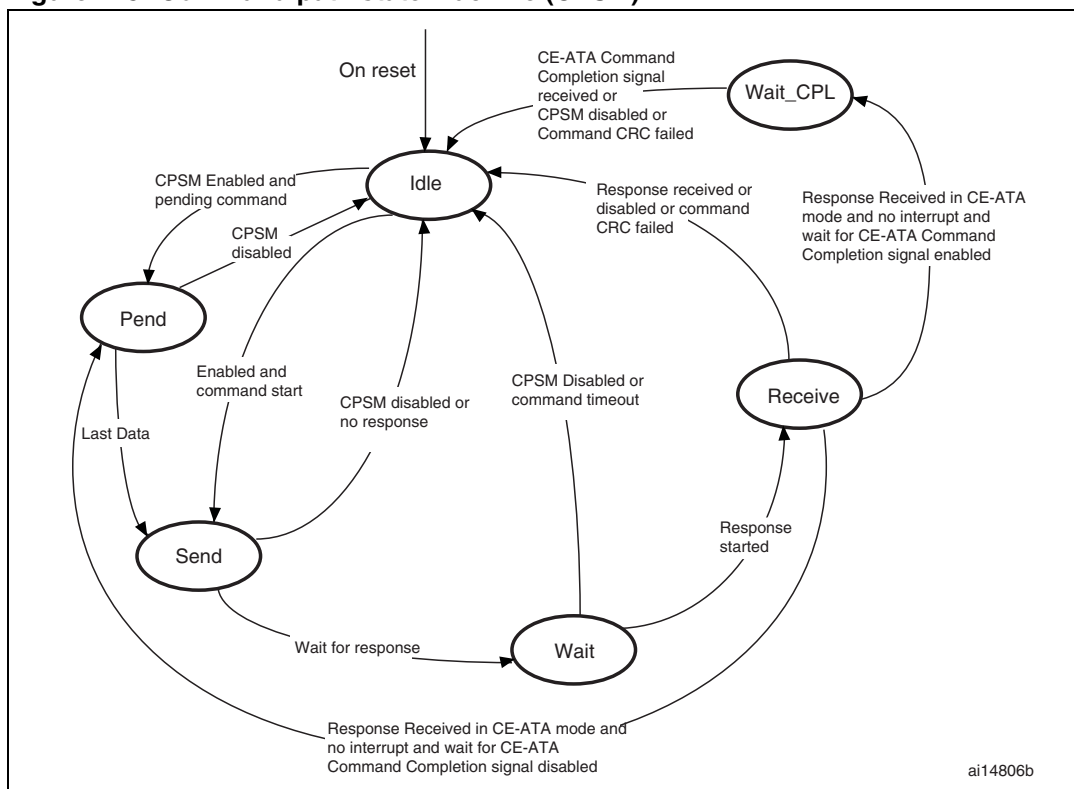 On reset
CE-ATA Command
Completion signal
received or
CPSM disabled or
Command CRC failed
Wait_CPL
Idle
CPSM Enabled and
pending command
Response received or
disabled or command
CRC failed
Response Received in CE-ATA
mode and no interrupt and
wait for CE-ATA Command
Completion signal enabled
CPSM
disabled
Pend
Enabled and
command start
CPSM disabled or
no response
CPSM Disabled or
command timeout
Receive
Last Data
Send
Response
started
Wait for response
Wait
Response Received in CE-ATA mode and
no interrupt and wait for CE-ATA
Command Completion signal disabled
ai14806b